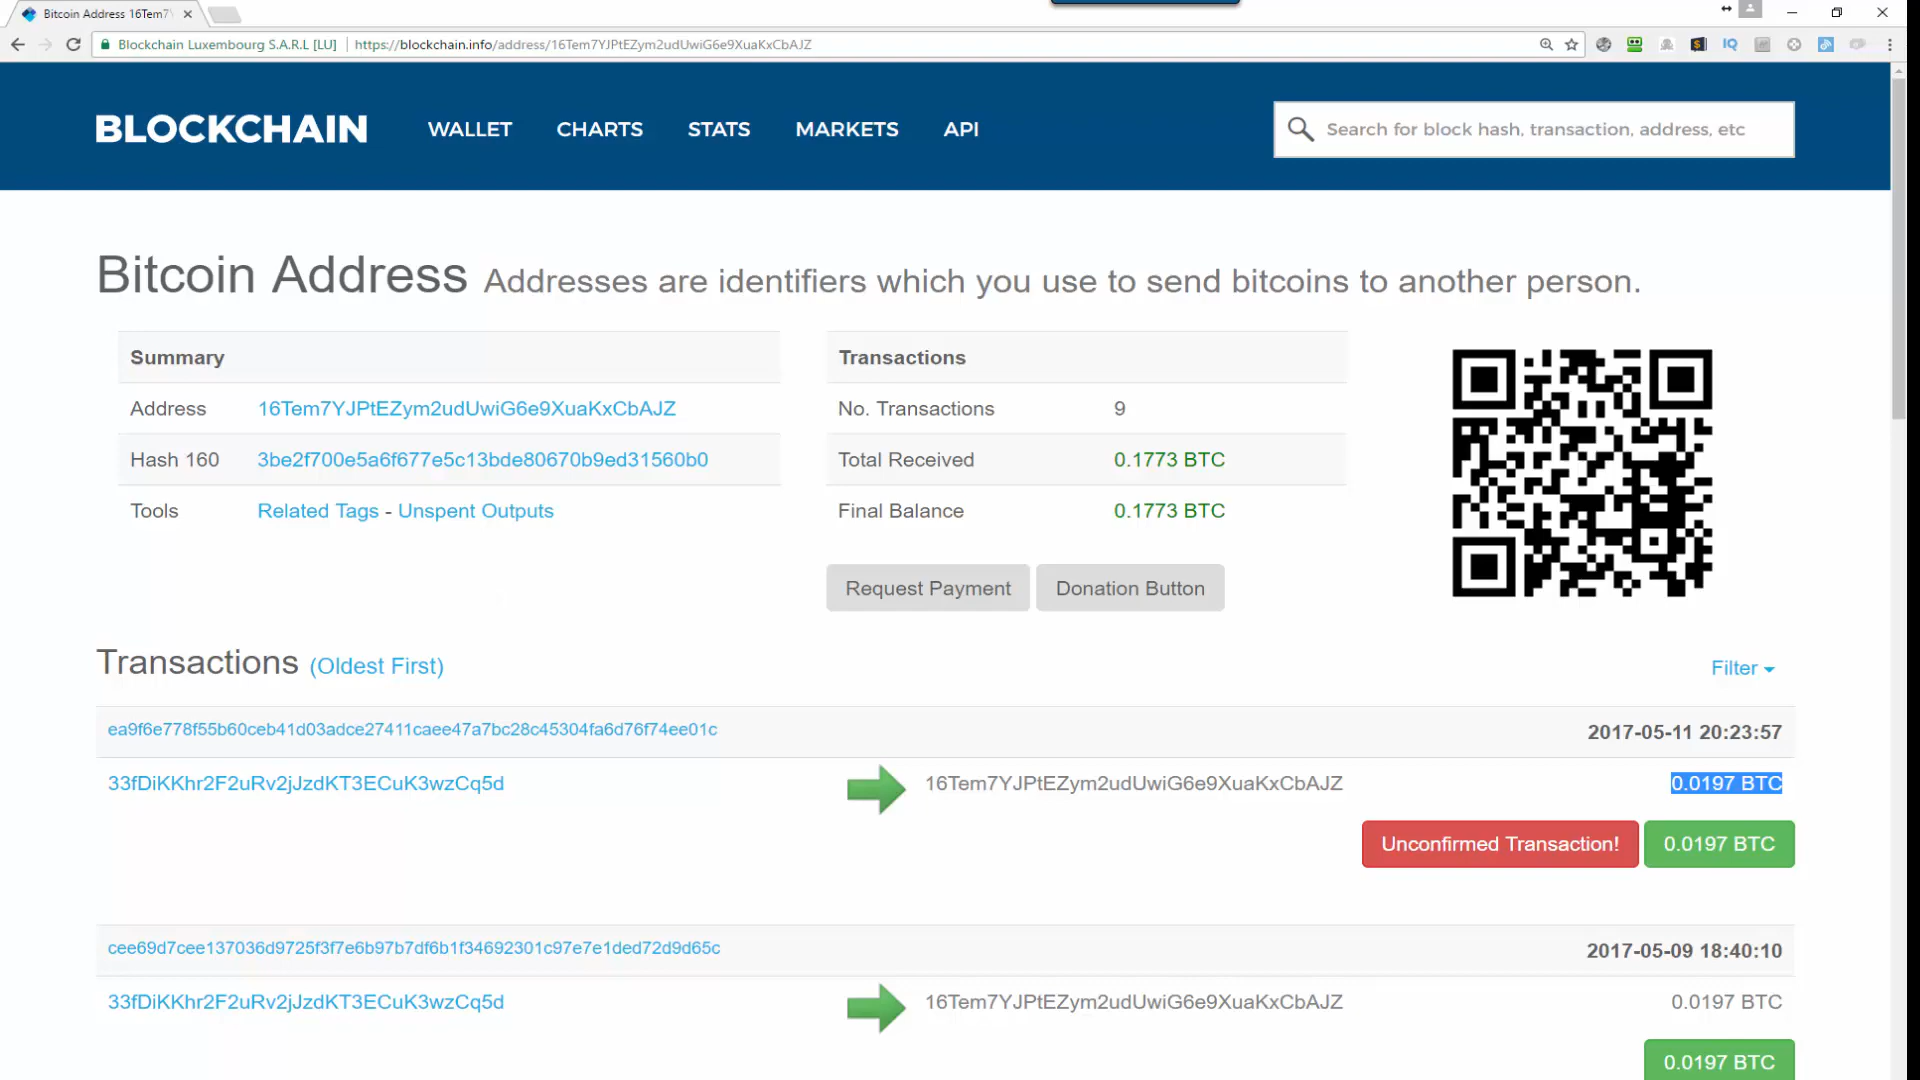 Bitcoin Address 16Tem7Y
Blockchain Luxembourg S.A.R.L [LU] https://blockchain.info/address/16Tem7YJPtEZym2udUwiG6e9XuaKxCbAJZ
IQ
BLOCKCHAIN WALLET CHARTS STATS MARKETS API Search for block hash, transaction, address, etc
Bitcoin Address Addresses are identifiers which you use to send bitcoins to another person.
Summary
Address 16Tem7YJPtEZym2udUwiG6e9XuaKxCbAJZ
Hash 160 3be2f700e5a6f677e5c13bde80670b9ed31560b0
Tools Related Tags - Unspent Outputs
Transactions
No. Transactions 9
Total Received 0.1773 BTC
Final Balance 0.1773 BTC
Request Payment Donation Button
Transactions (Oldest First) Filter
ea9f6e778f55b60ceb41d03adce27411caee47a7bc28c45304fa6d76f74ee01c 2017-05-11 20:23:57
33fDiKKhr2F2uRv2jJzdKT3ECuK3wzCq5d 16Tem7YJPtEZym2udUwiG6e9XuaKxCbAJZ 0.0197 BTC
Unconfirmed Transaction! 0.0197 BTC
cee69d7cee137036d9725f3f7e6b97b7df6b1f34692301c97e7e1ded72d9d65c 2017-05-09 18:40:10
33fDiKKhr2F2uRv2jJzdKT3ECuK3wzCq5d 16Tem7YJPtEZym2udUwiG6e9XuaKxCbAJZ 0.0197 BTC
0.0197 BTC